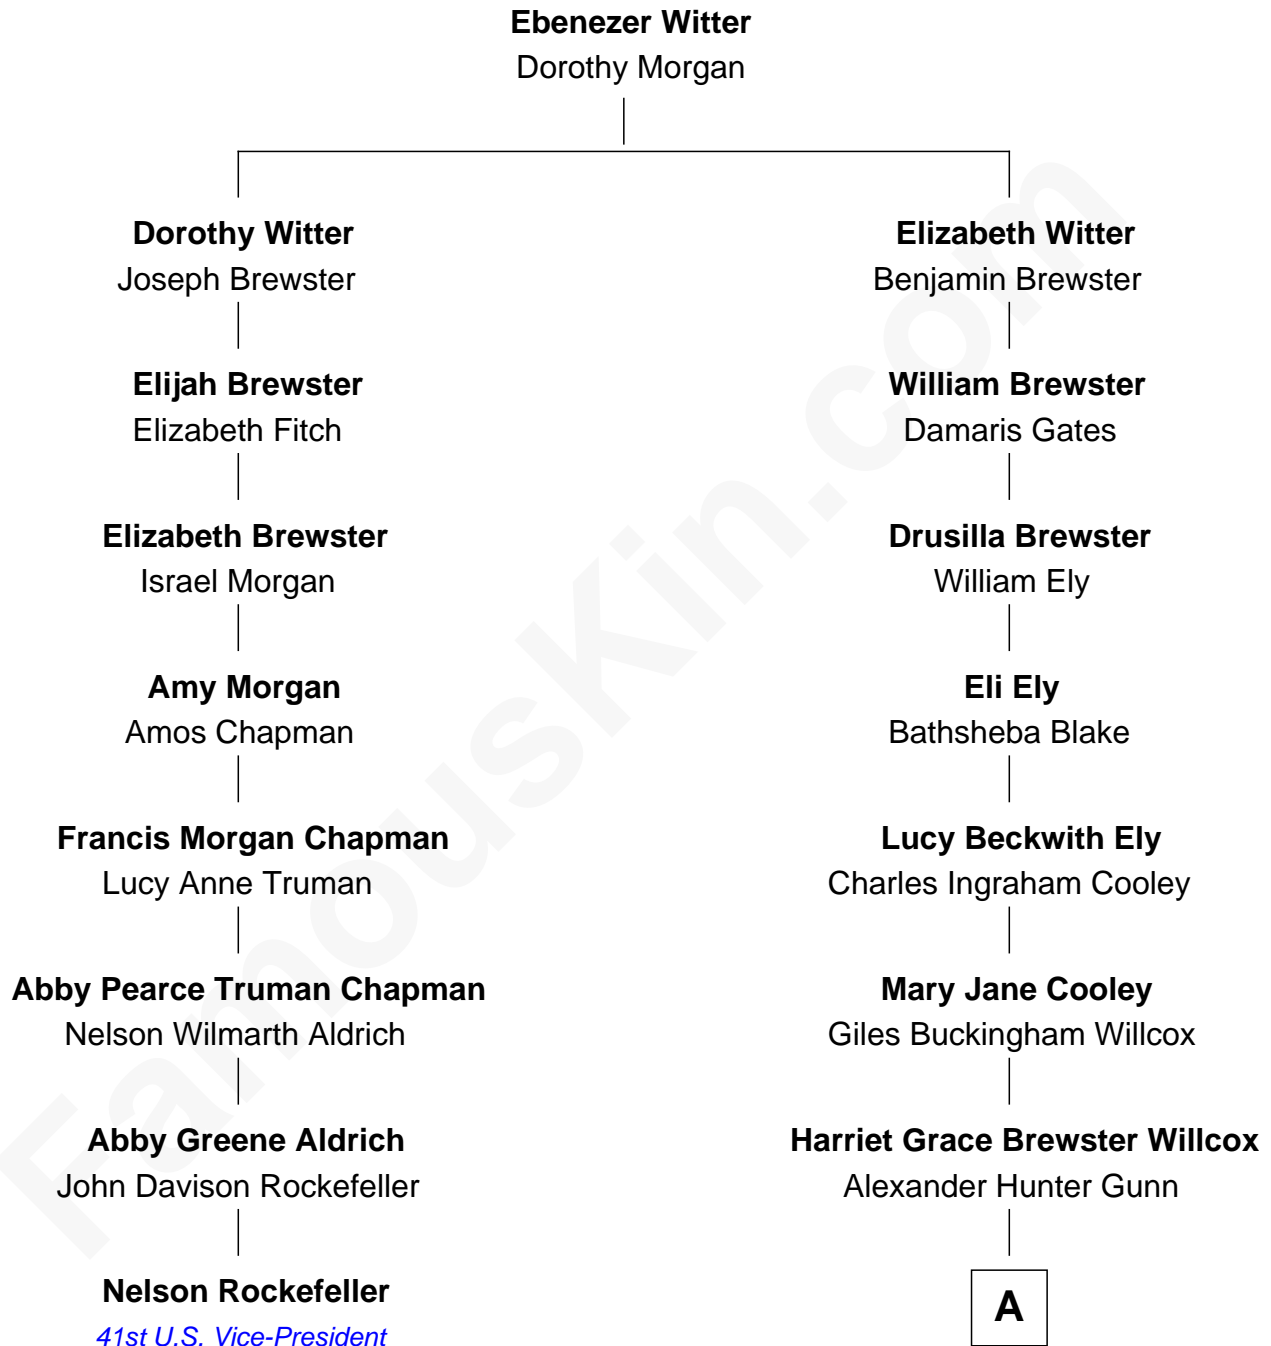 Ebenezer Witter
Dorothy Morgan
Dorothy Witter
Joseph Brewster
Elizabeth Witter
Benjamin Brewster
Elijah Brewster
Elizabeth Fitch
William Brewster
Damaris Gates
Elizabeth Brewster
Israel Morgan
Drusilla Brewster
William Ely
Amy Morgan
Amos Chapman
Eli Ely
Bathsheba Blake
Francis Morgan Chapman
Lucy Anne Truman
Lucy Beckwith Ely
Charles Ingraham Cooley
Abby Pearce Truman Chapman
Nelson Wilmarth Aldrich
Mary Jane Cooley
Giles Buckingham Willcox
Abby Greene Aldrich
John Davison Rockefeller
Harriet Grace Brewster Willcox
Alexander Hunter Gunn
Nelson Rockefeller
41st U.S. Vice-President
A
FamousKin.com